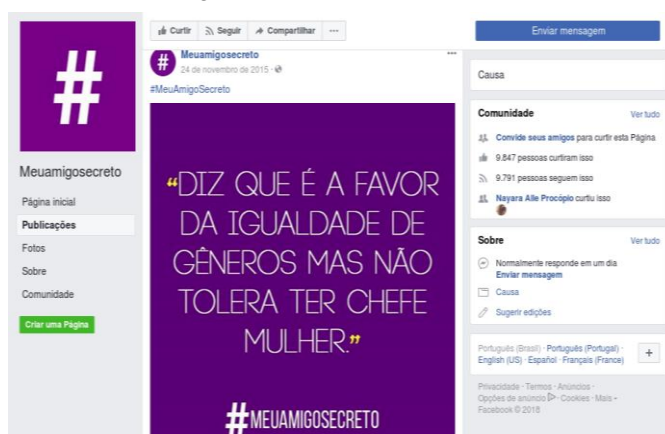 #
Meuamigosecreto
Página inicial
Publicações
Fotos
Sobre
Comunidade
Criar uma Página
Curtir Seguir Compartilhar ...
# Meuamigosecreto ...
24 de novembro de 2015 ·
#MeuAmigoSecreto
“DIZ QUE É A FAVOR
DA IGUALDADE DE
GÊNEROS MAS NÃO
TOLERA TER CHEFE
MULHER.”
#MEUAMIGOSECRETO
Enviar mensagem
Causa
Comunidade Ver tudo
Convide seus amigos para curtir esta Página
9.847 pessoas curtiram isso
9.791 pessoas seguem isso
Nayara Alle Procópio curtiu isso
Sobre Ver tudo
Normalmente responde em um dia
Enviar mensagem
Causa
Sugerir edições
Português (Brasil) · Português (Portugal) ·
English (US) · Español · Français (France) +
Privacidade · Termos · Anúncios ·
Opções de anúncio · Cookies · Mais
Facebook © 2018